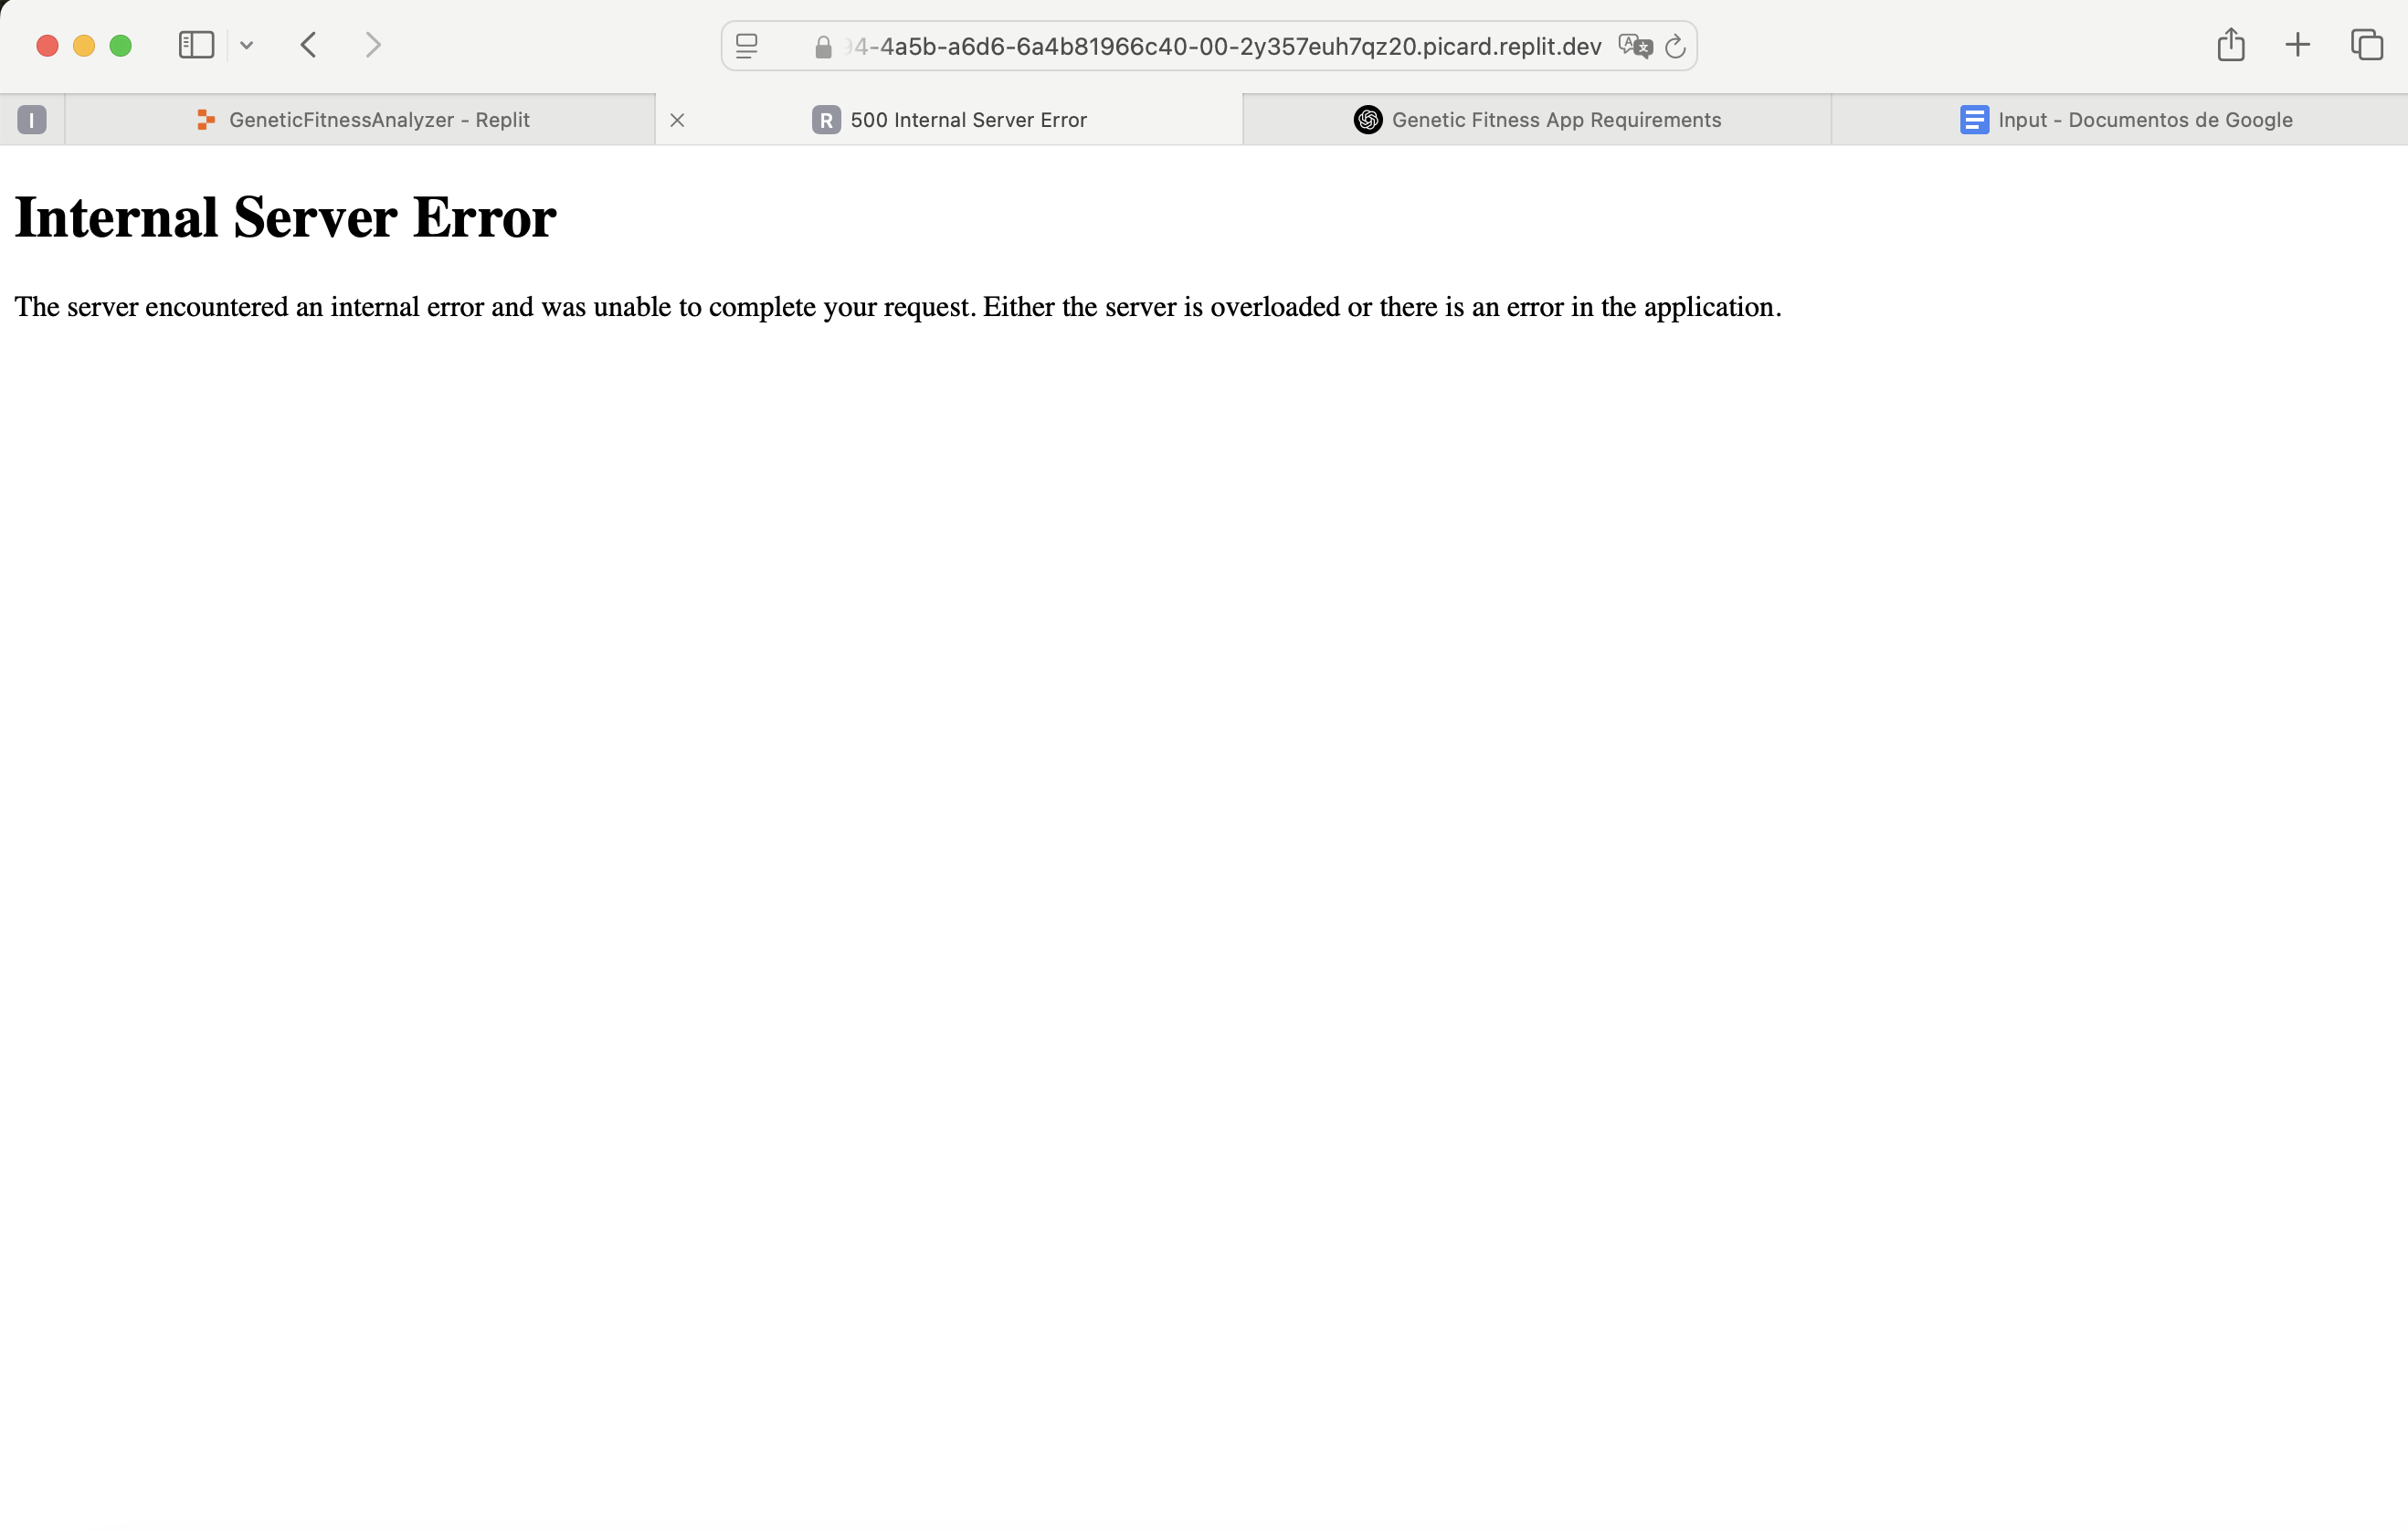 94-4a5b-a6d6-6a4b81966c40-00-2y357euh7qz20.picard.replit.dev
I
GeneticFitnessAnalyzer - Replit
R 500 Internal Server Error
Genetic Fitness App Requirements
Input - Documentos de Google
Internal Server Error
The server encountered an internal error and was unable to complete your request. Either the server is overloaded or there is an error in the application.